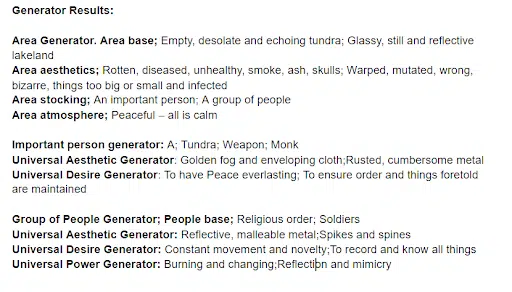 Generator Results:
Area Generator. Area base; Empty, desolate and echoing tundra; Glassy, still and reflective
lakeland
Area aesthetics; Rotten, diseased, unhealthy, smoke, ash, skulls; Warped, mutated, wrong,
bizarre, things too big or small and infected
Area stocking; An important person; A group of people
Area atmosphere; Peaceful – all is calm
Important person generator: A; Tundra; Weapon; Monk
Universal Aesthetic Generator: Golden fog and enveloping cloth;Rusted, cumbersome metal
Universal Desire Generator: To have Peace everlasting; To ensure order and things foretold
are maintained
Group of People Generator; People base; Religious order; Soldiers
Universal Aesthetic Generator: Reflective, malleable metal;Spikes and spines
Universal Desire Generator: Constant movement and novelty;To record and know all things
Universal Power Generator: Burning and changing;Reflection and mimicry